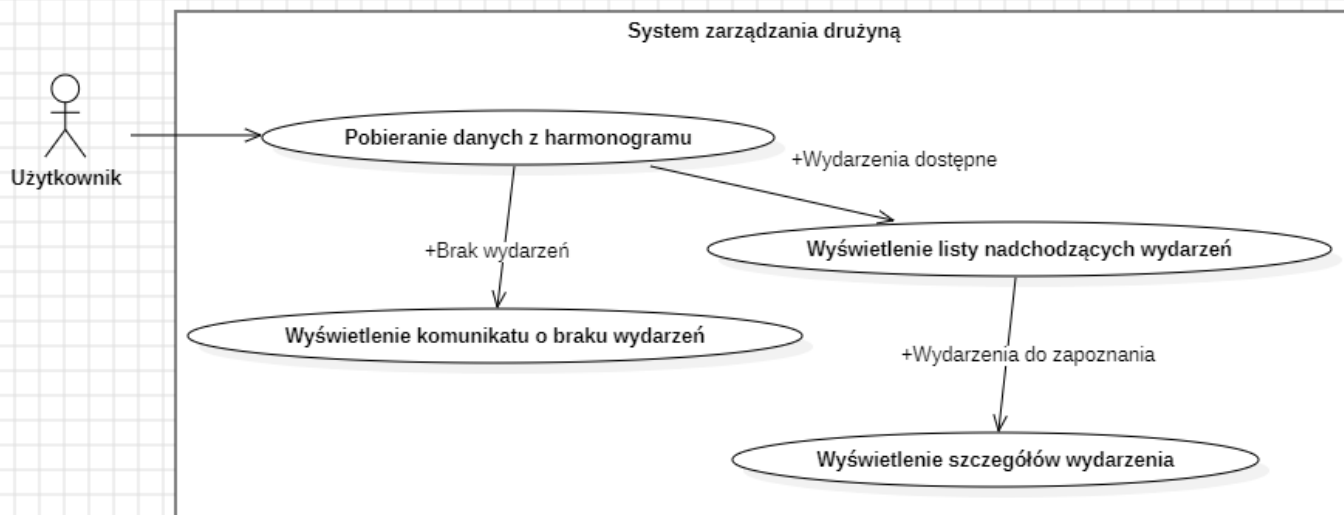 System zarządzania drużyną
Użytkownik
Pobieranie danych z harmonogramu
+Wydarzenia dostępne
+Brak wydarzeń
Wyświetlenie listy nadchodzących wydarzeń
Wyświetlenie komunikatu o braku wydarzeń
+Wydarzenia do zapoznania
Wyświetlenie szczegółów wydarzenia